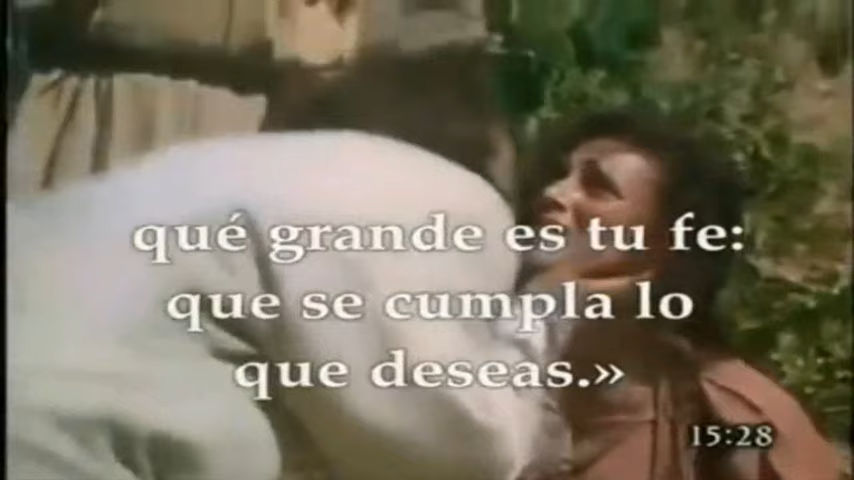 qué grande es tu fe:
que se cumpla lo
que deseas.»
15:28